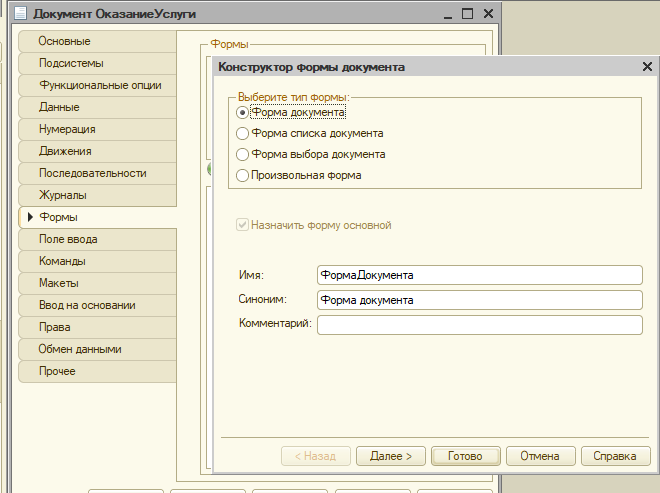 Документ ОказаниеУслуги
Основные
Подсистемы
Функциональные опции
Данные
Нумерация
Движения
Последовательности
Журналы
Формы
Поле ввода
Команды
Макеты
Ввод на основании
Права
Обмен данными
Прочее
Формы
Конструктор формы документа
Выберите тип формы:
Форма документа
Форма списка документа
Форма выбора документа
Произвольная форма
Назначить форму основной
Имя: ФормаДокумента
Синоним: Форма документа
Комментарий:
< Назад Далее > Готово Отмена Справка